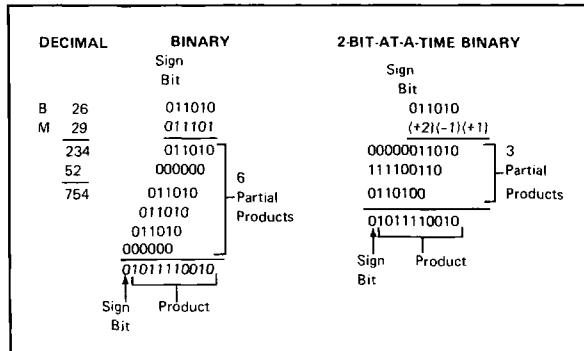 DECIMAL BINARY 2-BIT-AT-A-TIME BINARY
Sign
Bit
Sign
Bit
B 26 011010 011010
M 29 011101 (+2)(-1)(+1)
234 011010 00000011010
52 000000 111100110
754 011010 0110100
011010
011010
000000
6
Partial
Products
3
Partial
Products
01011110010 01011110010
Sign
Bit
Product
Sign
Bit
Product